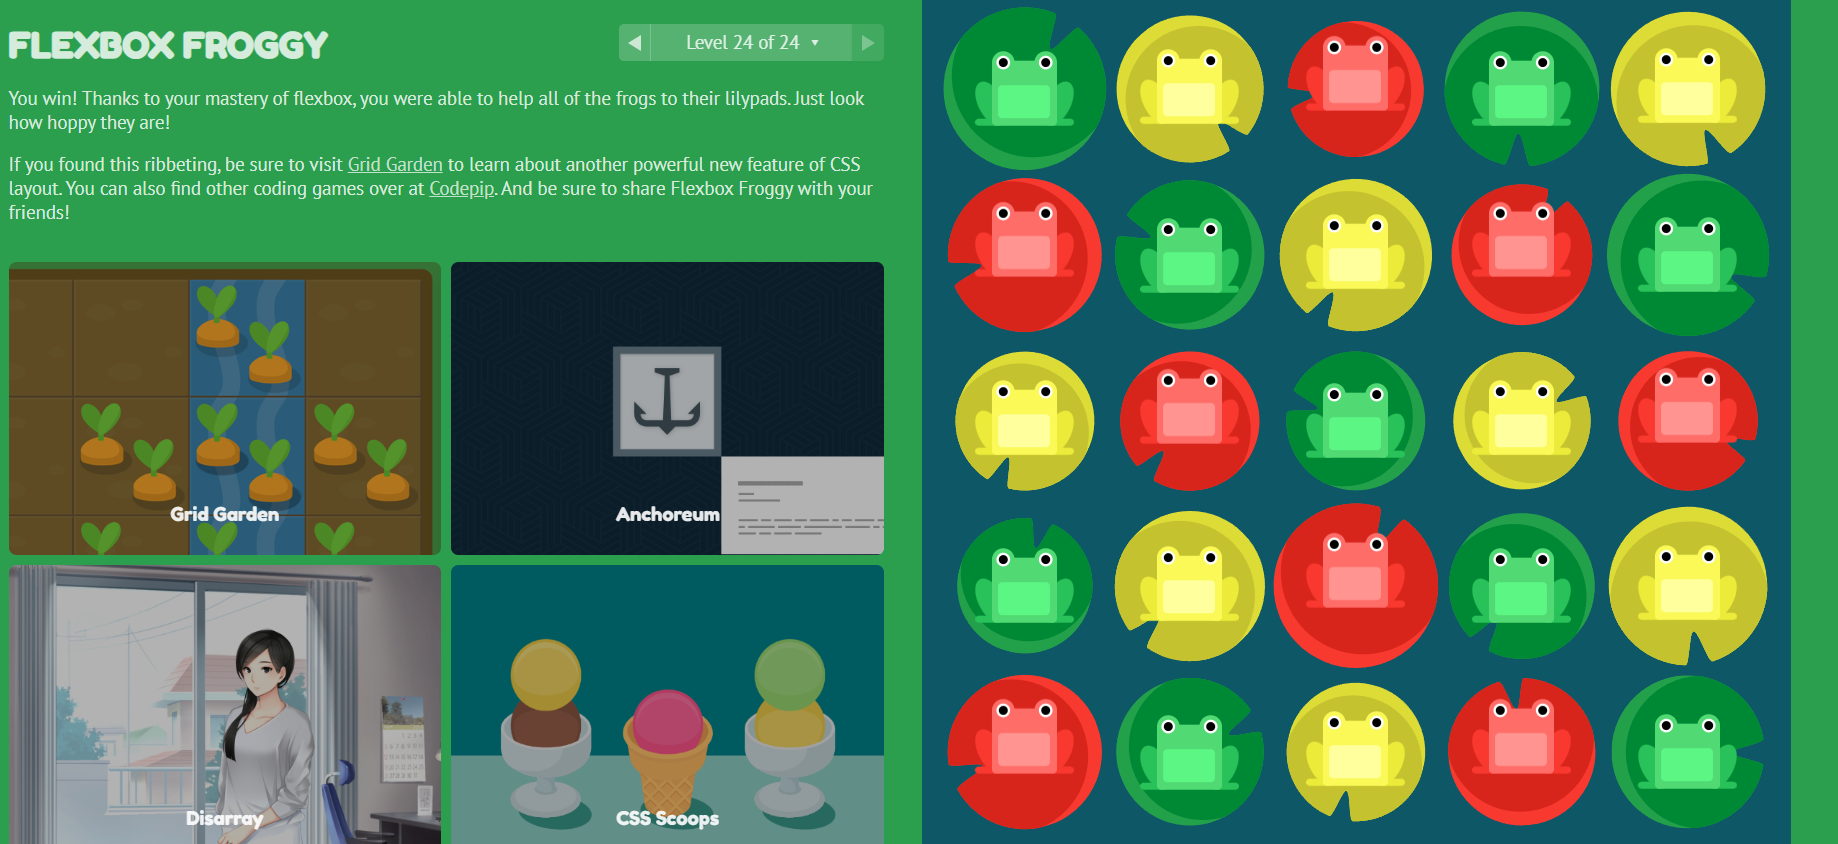 FLEXBOX FROGGY
Level 24 of 24
You win! Thanks to your mastery of flexbox, you were able to help all of the frogs to their lilypads. Just look
how hoppy they are!
If you found this ribbeting, be sure to visit Grid Garden to learn about another powerful new feature of CSS
layout. You can also find other coding games over at Codepip. And be sure to share Flexbox Froggy with your
friends!
Grid Garden
Anchoreum
Disarray
CSS Scoops